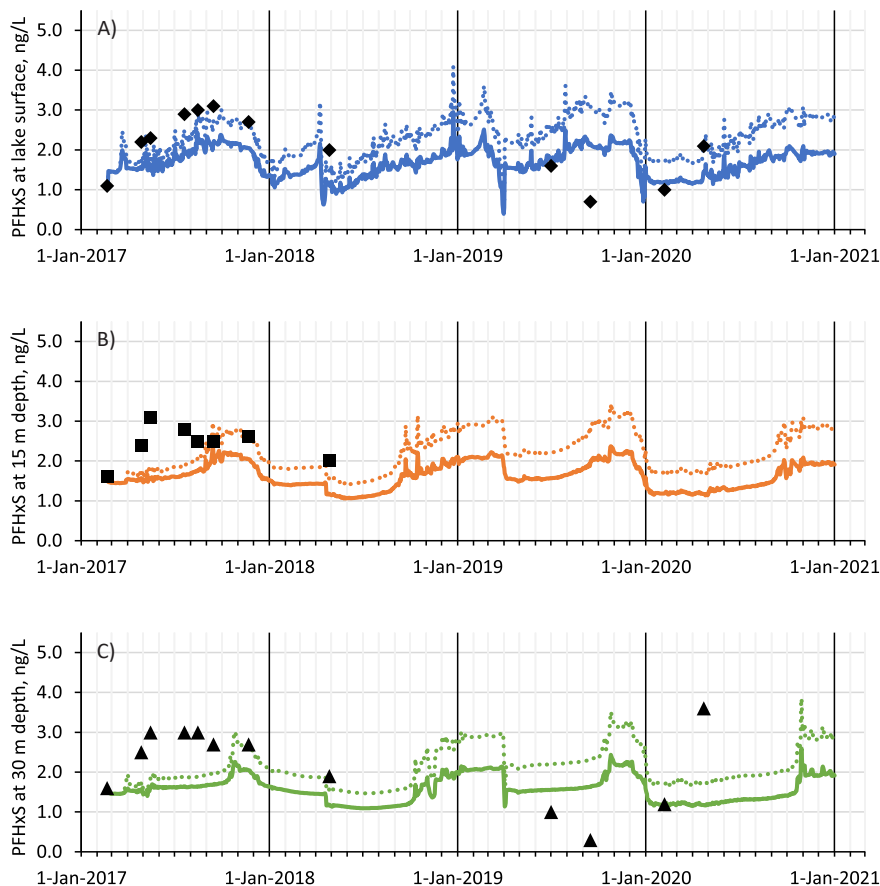 A)
PFHxS at lake surface, ng/L
5.0
4.0
3.0
2.0
1.0
0.0
1-Jan-2017 1-Jan-2018 1-Jan-2019 1-Jan-2020 1-Jan-2021
B)
PFHxS at 15 m depth, ng/L
5.0
4.0
3.0
2.0
1.0
0.0
1-Jan-2017 1-Jan-2018 1-Jan-2019 1-Jan-2020 1-Jan-2021
C)
PFHxS at 30 m depth, ng/L
5.0
4.0
3.0
2.0
1.0
0.0
1-Jan-2017 1-Jan-2018 1-Jan-2019 1-Jan-2020 1-Jan-2021